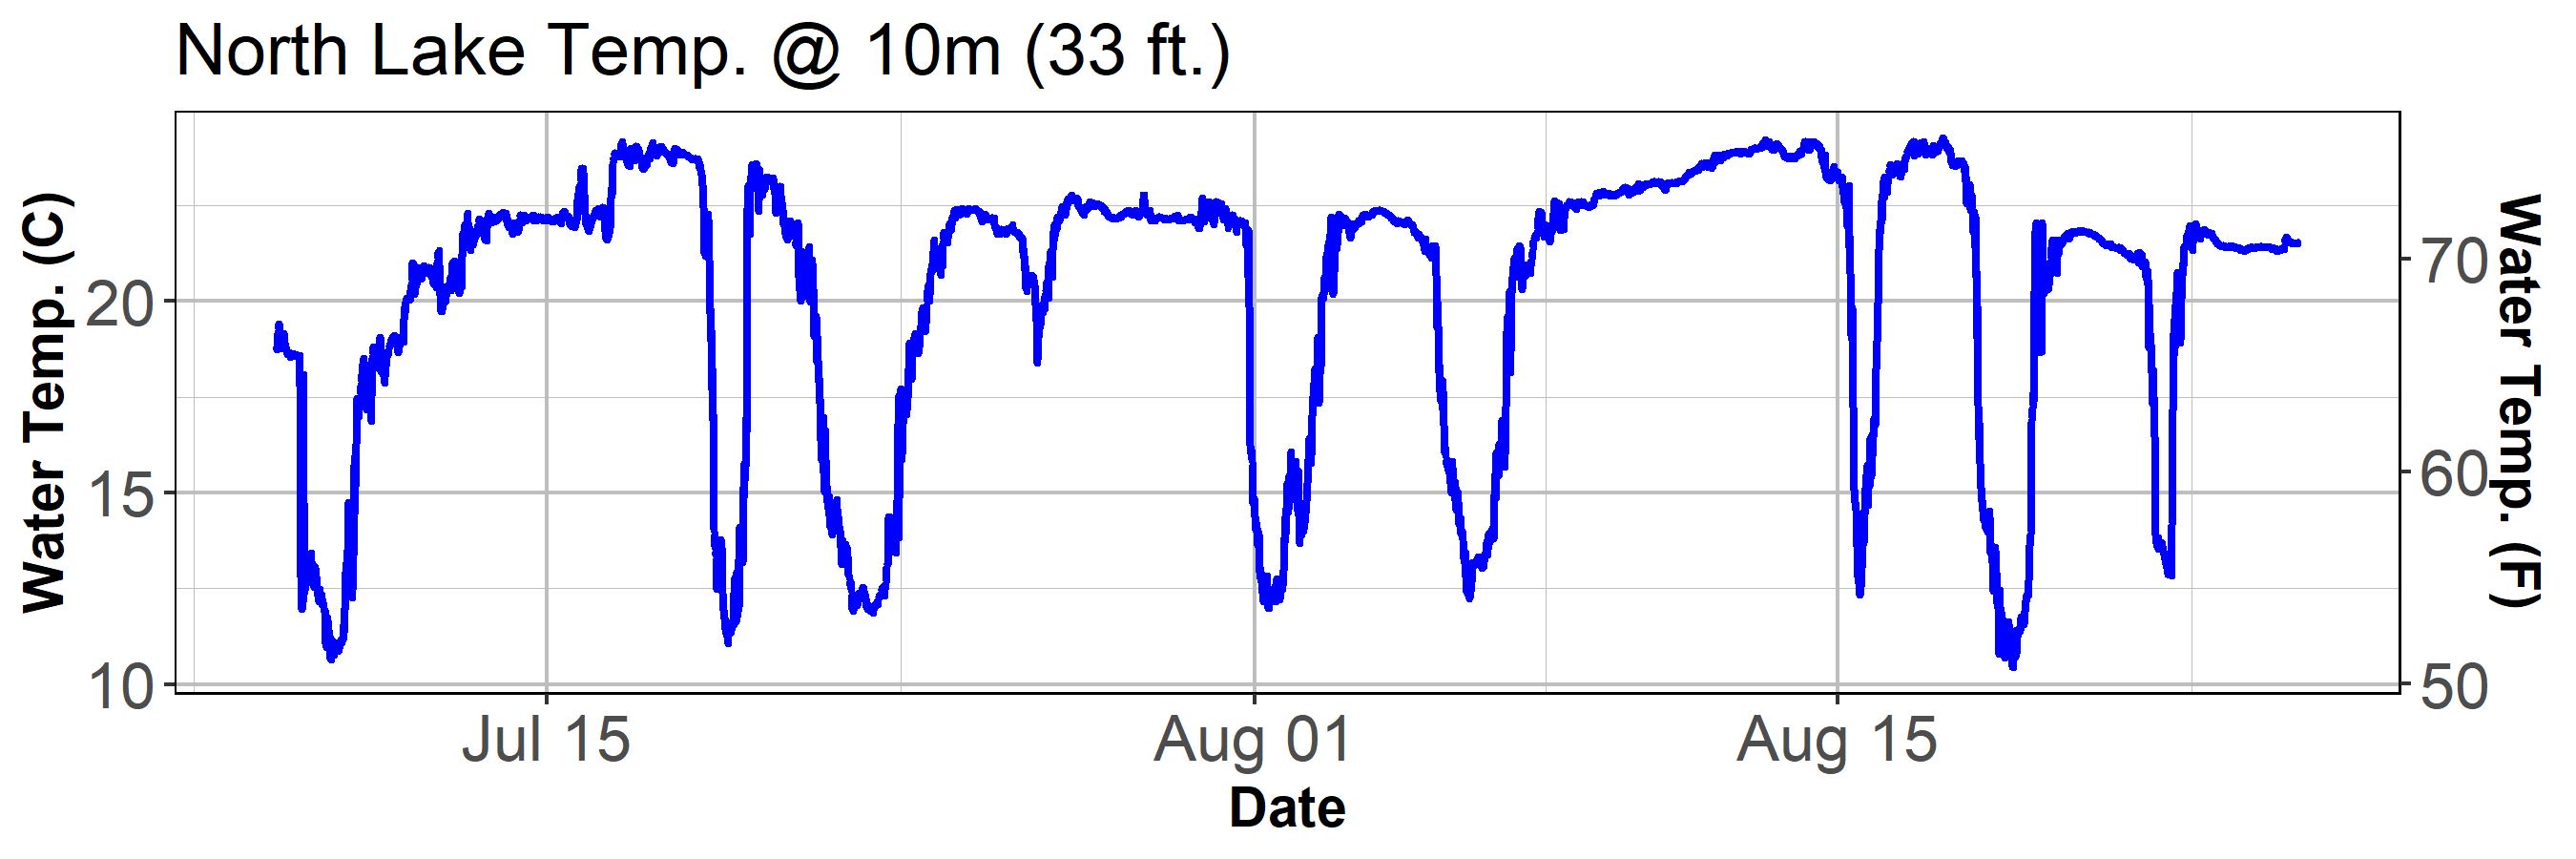 North Lake Temp. @ 10m (33 ft.)
Water Temp. (C)
20
15
10
70
60
50
Water Temp. (F)
Jul 15
Aug 01
Aug 15
Date